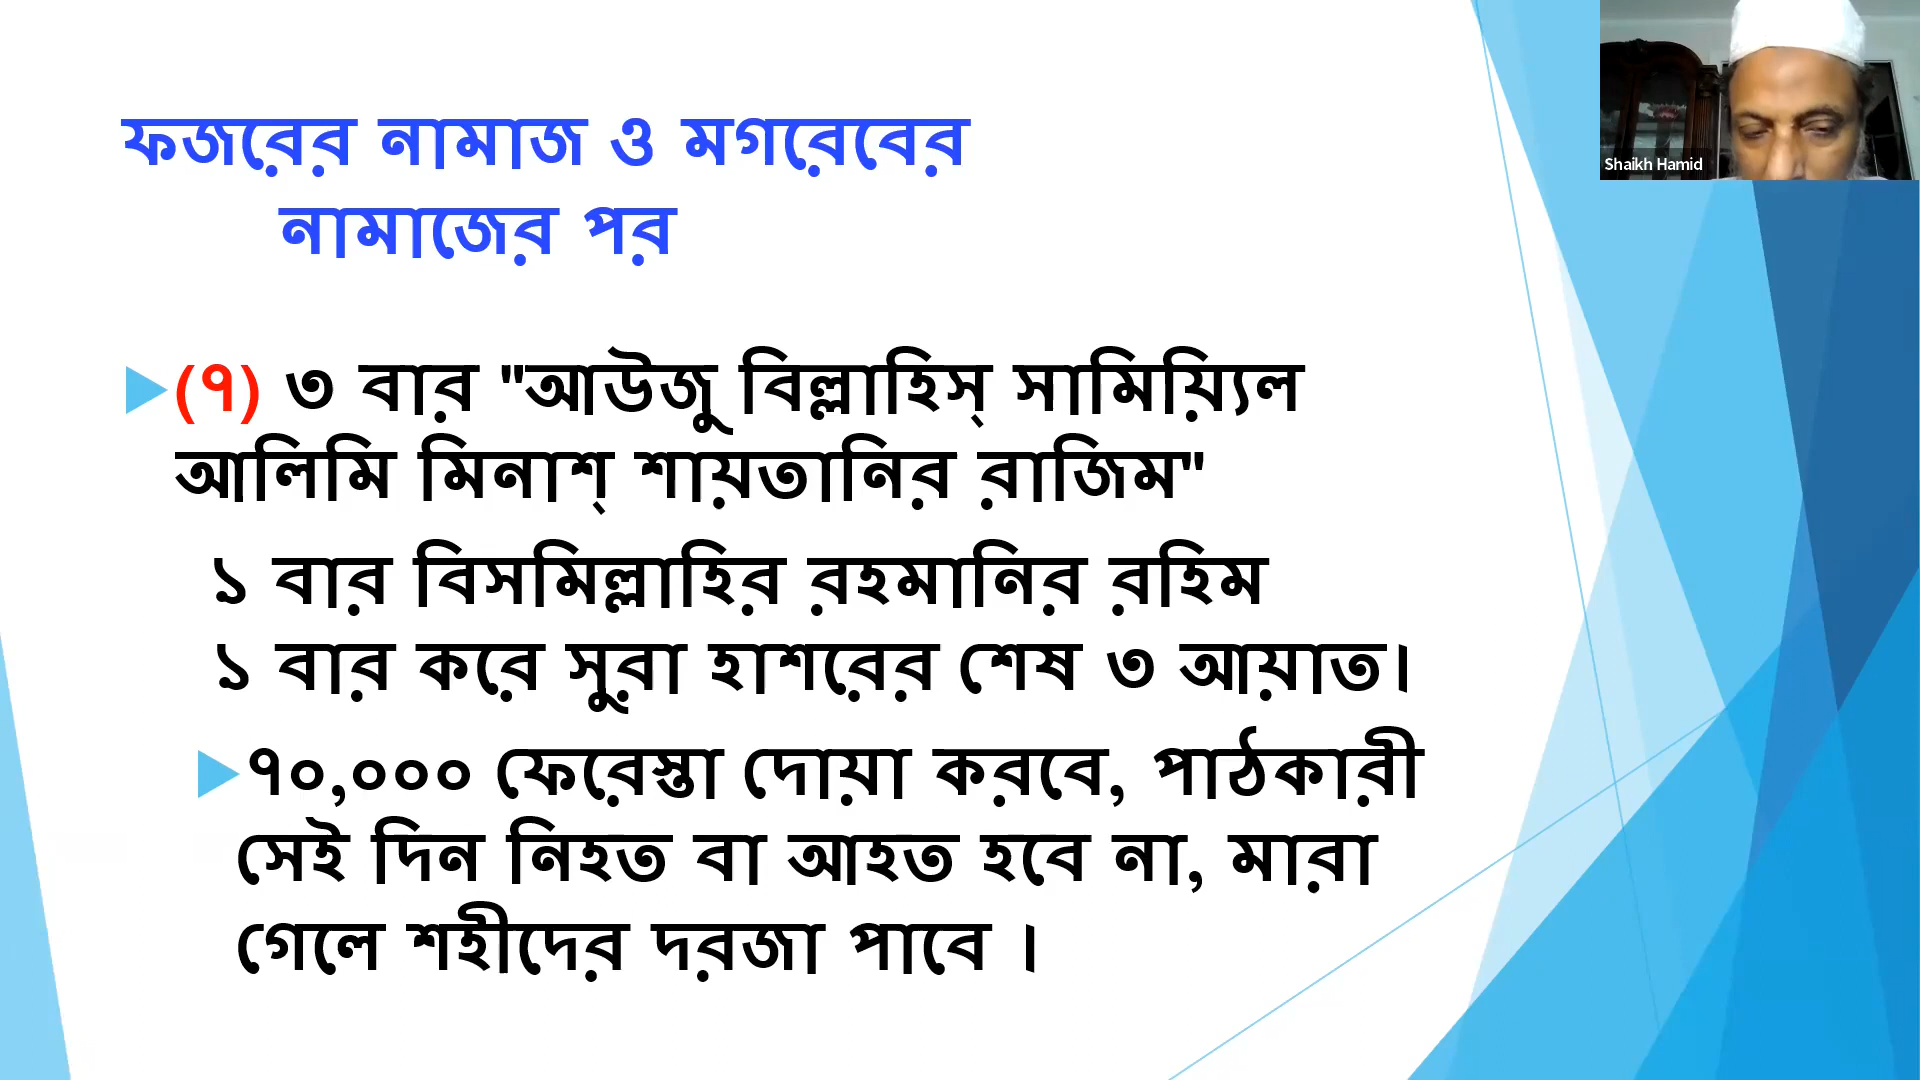 ফজরের নামাজ ও মগরেবের
নামাজের পর
(৭) ৩ বার "আউজু বিল্লাহিস্ সামিয়্যিল
আলিমি মিনাশ্ শায়তানির রাজিম"
১ বার বিসমিল্লাহির রহমানির রহিম
১ বার করে সুরা হাশরের শেষ ৩ আয়াত।
৭০,০০০ ফেরেস্তা দোয়া করবে, পাঠকারী
সেই দিন নিহত বা আহত হবে না, মারা
গেলে শহীদের দরজা পাবে ।
Shaikh Hamid